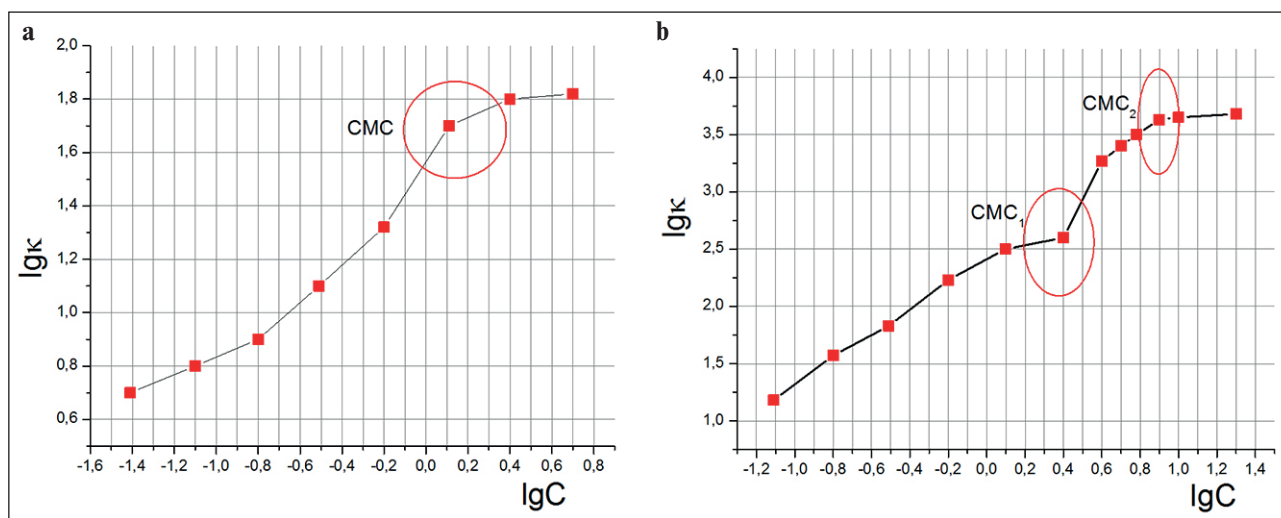 a
2,0
1,8
1,6
1,4
1,2
1,0
0,8
0,6
lgκ
CMC
-1,6 -1,4 -1,2 -1,0 -0,8 -0,6 -0,4 -0,2 0,0 0,2 0,4 0,6 0,8
lgC
b
4,0
3,5
3,0
2,5
2,0
1,5
1,0
lgκ
CMC₂
CMC₁
-1,2 -1,0 -0,8 -0,6 -0,4 -0,2 0,0 0,2 0,4 0,6 0,8 1,0 1,2 1,4
lgC